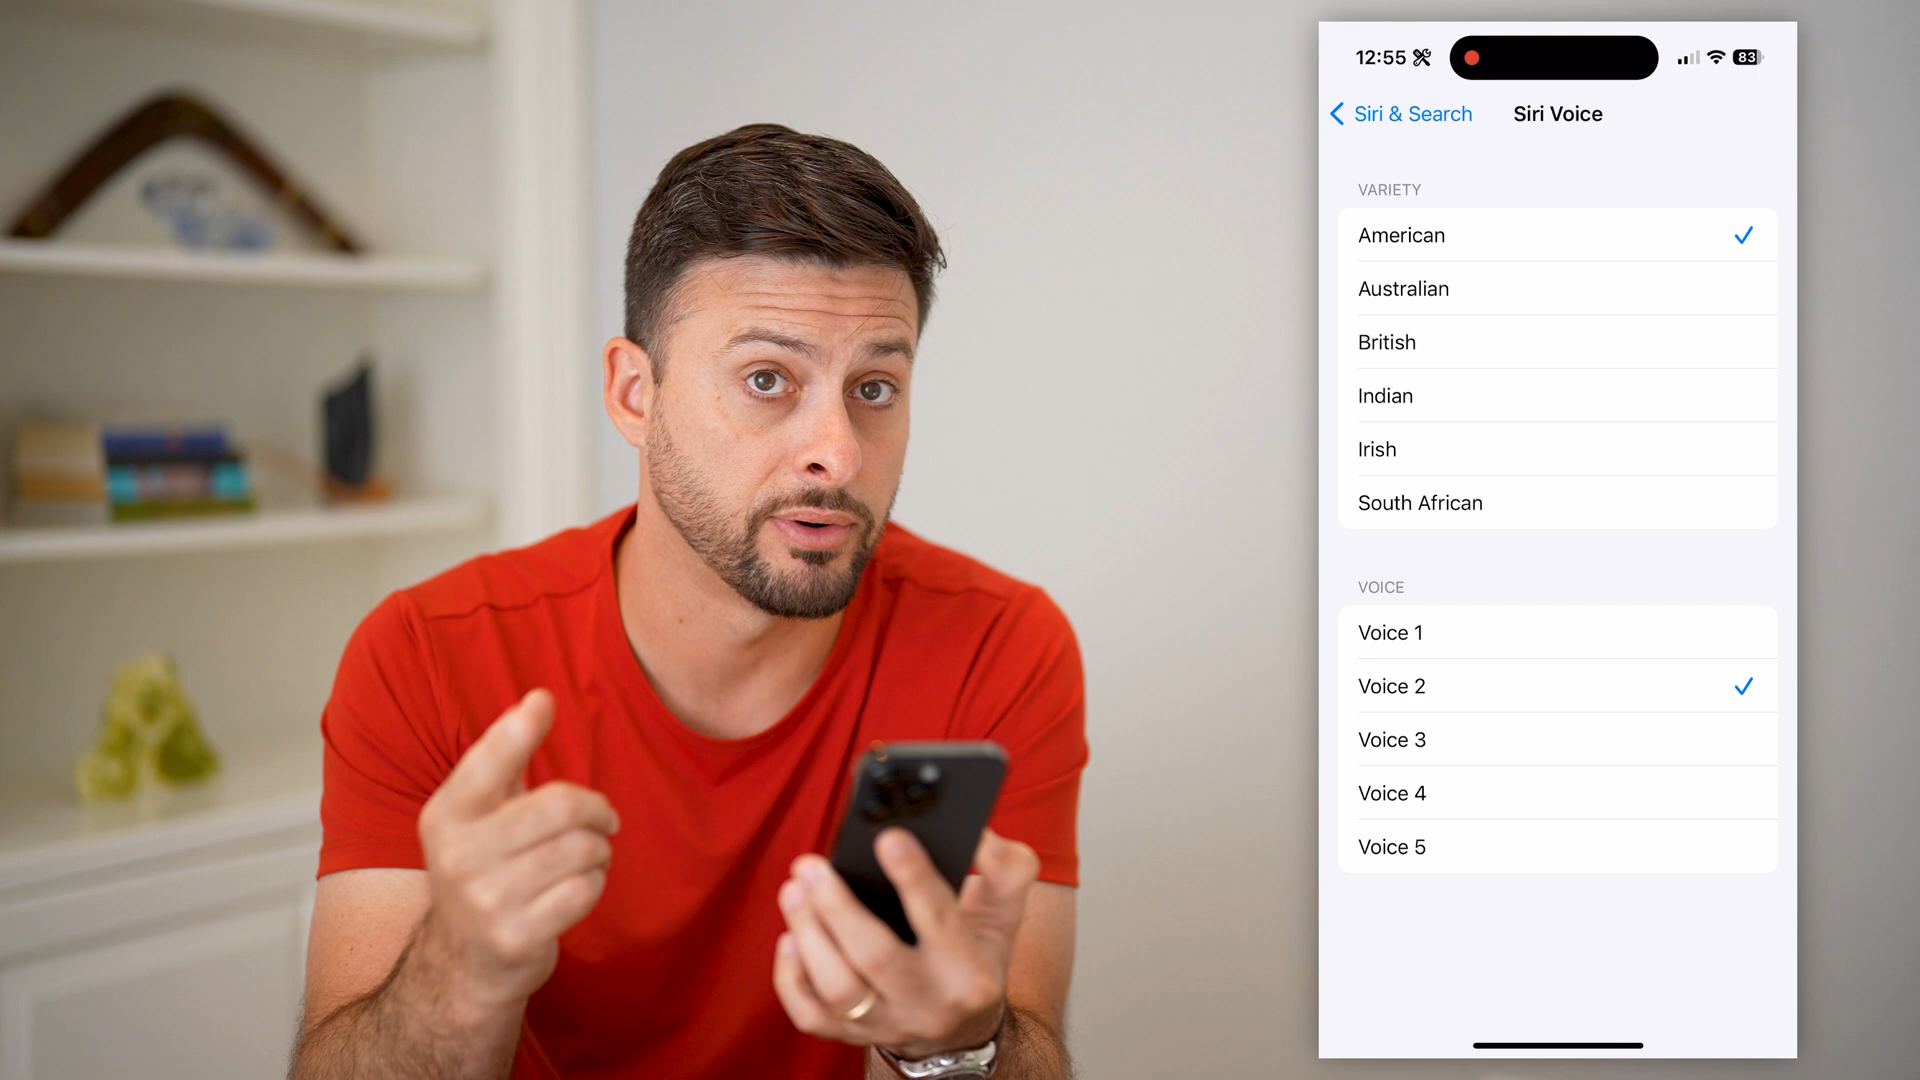 12:55
83
Siri & Search
Siri Voice
VARIETY
American
Australian
British
Indian
Irish
South African
VOICE
Voice 1
Voice 2
Voice 3
Voice 4
Voice 5